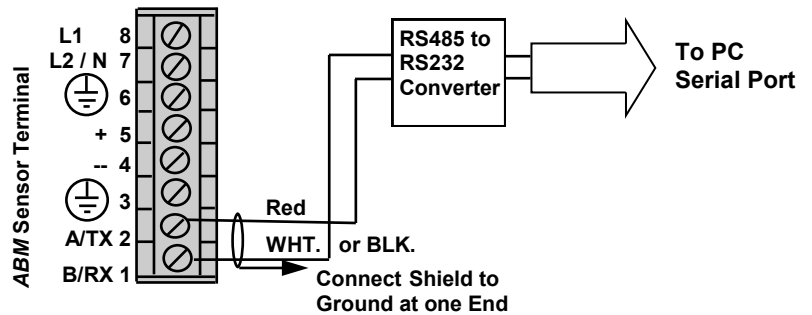 ABM Sensor Terminal
L1 8
L2 / N 7
6
+ 5
-- 4
3
A/TX 2
B/RX 1
Red
WHT. or BLK.
Connect Shield to
Ground at one End
RS485 to
RS232
Converter
To PC
Serial Port